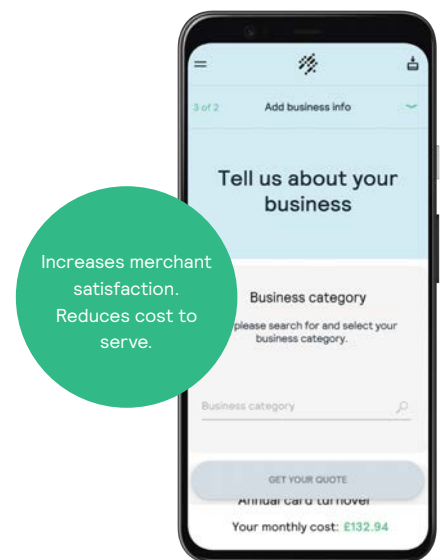 3 of 2
Add business info
Tell us about your
business
Increases merchant
satisfaction.
Reduces cost to
serve.
Business category
please search for and select your
business category.
Business category
GET YOUR QUOTE
Annual card turnover
Your monthly cost: £132.94